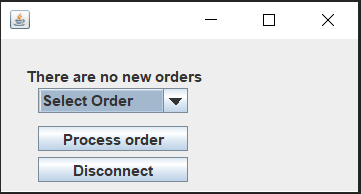 There are no new orders
Select Order
Process order
Disconnect